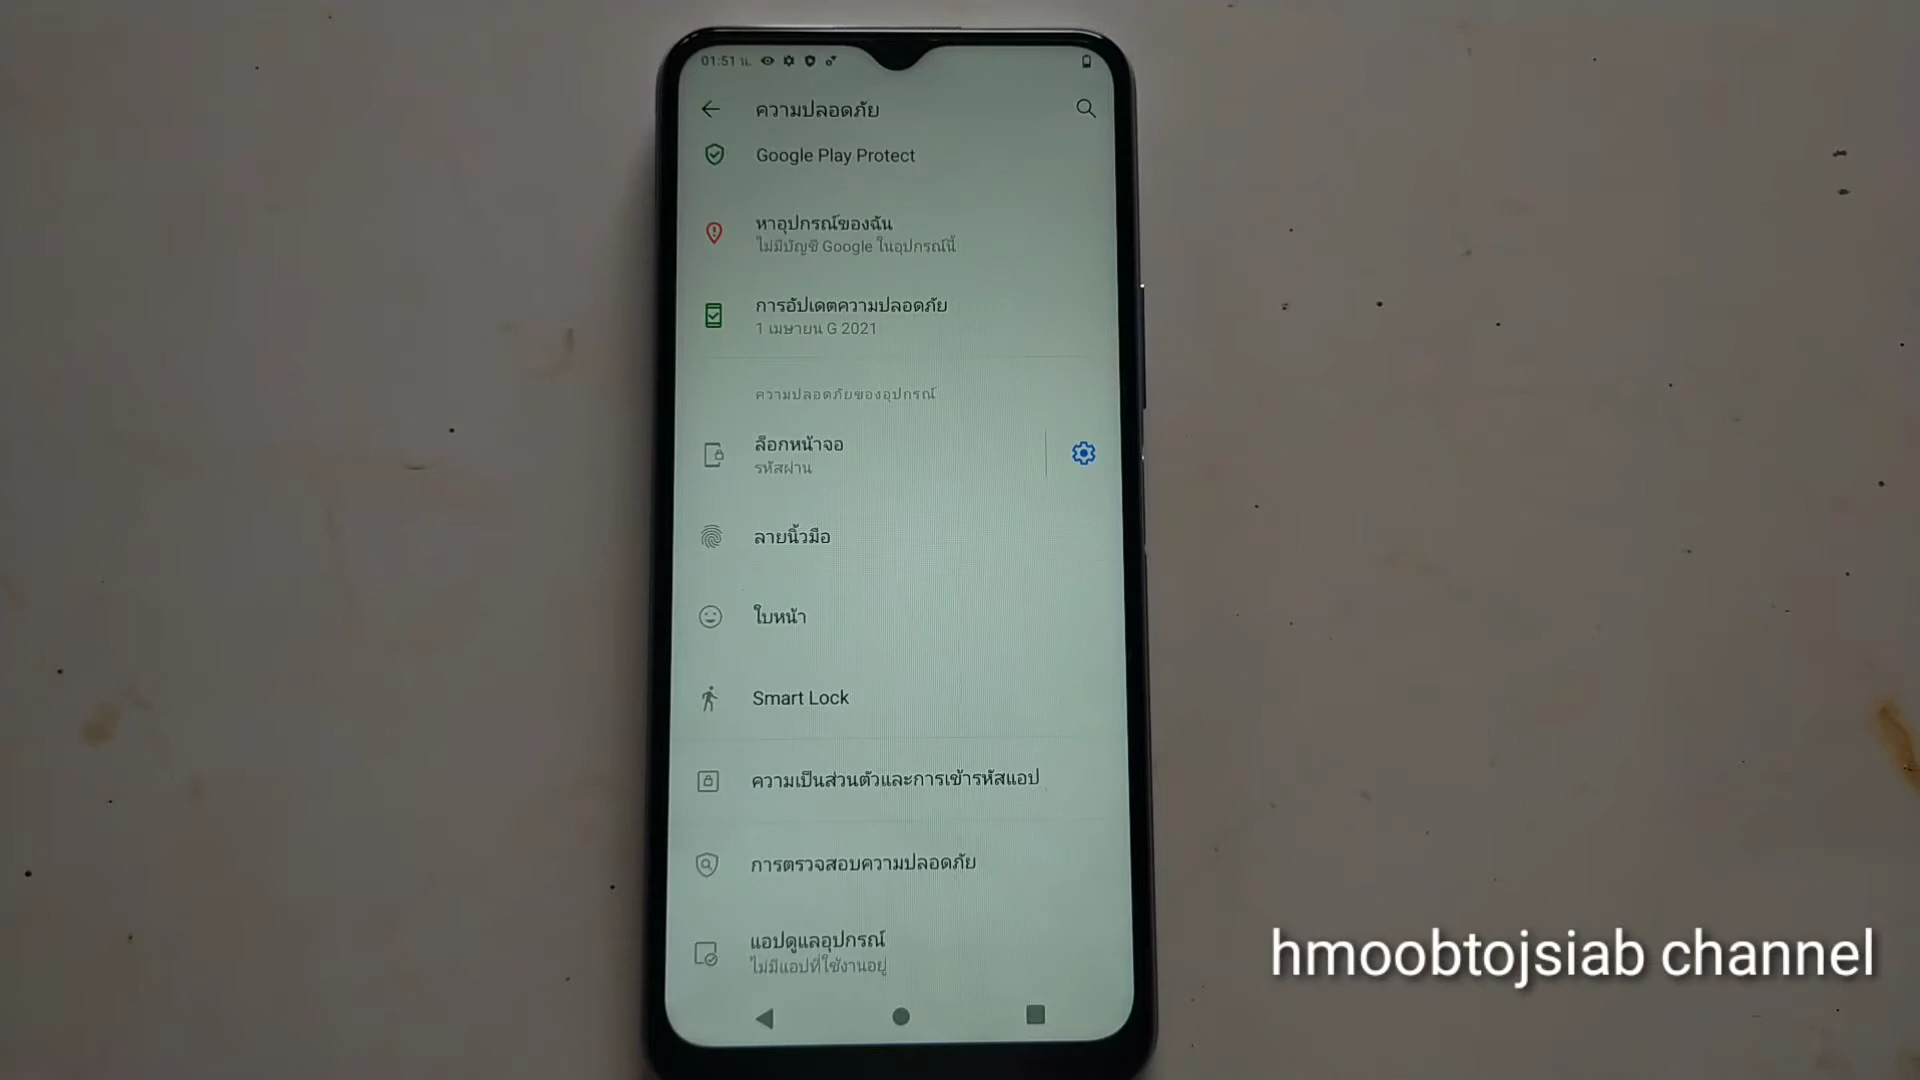 01:51 น.
ความปลอดภัย
Google Play Protect
หาอุปกรณ์ของฉัน
ไม่มีบัญชี Google ในอุปกรณ์นี้
การอัปเดตความปลอดภัย
1 เมษายน G 2021
ความปลอดภัยของอุปกรณ์
ล็อกหน้าจอ
รหัสผ่าน
ลายนิ้วมือ
ใบหน้า
Smart Lock
ความเป็นส่วนตัวและการเข้ารหัสแอป
การตรวจสอบความปลอดภัย
แอปดูแลอุปกรณ์
ไม่มีแอปที่ใช้งานอยู่
hmoobtojsiab channel